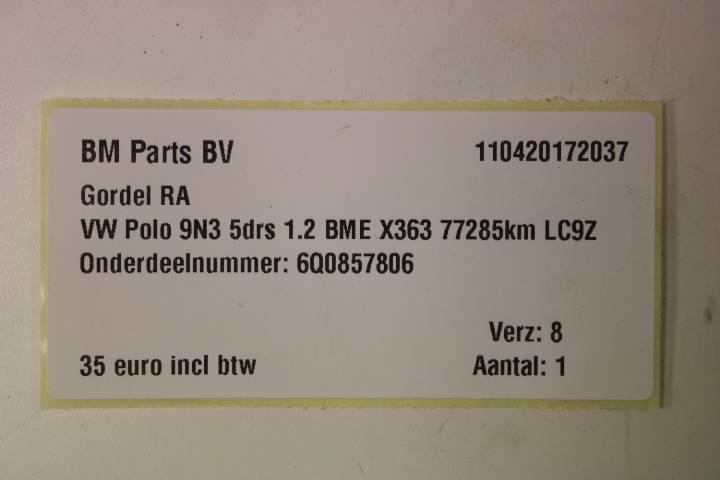 BM Parts BV 110420172037
Gordel RA
VW Polo 9N3 5drs 1.2 BME X363 77285km LC9Z
Onderdeelnummer: 6Q0857806
Verz: 8
35 euro incl btw Aantal: 1